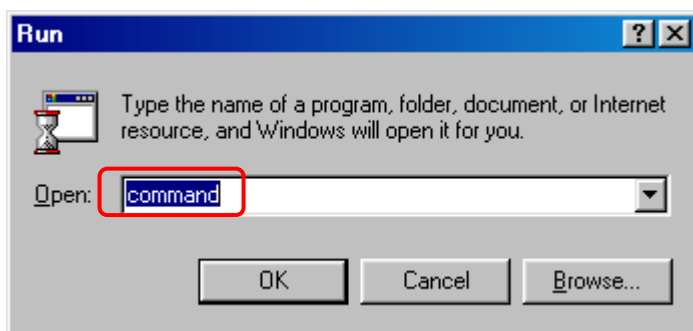 Run
Type the name of a program, folder, document, or Internet
resource, and Windows will open it for you.
Open: command
OK Cancel Browse...